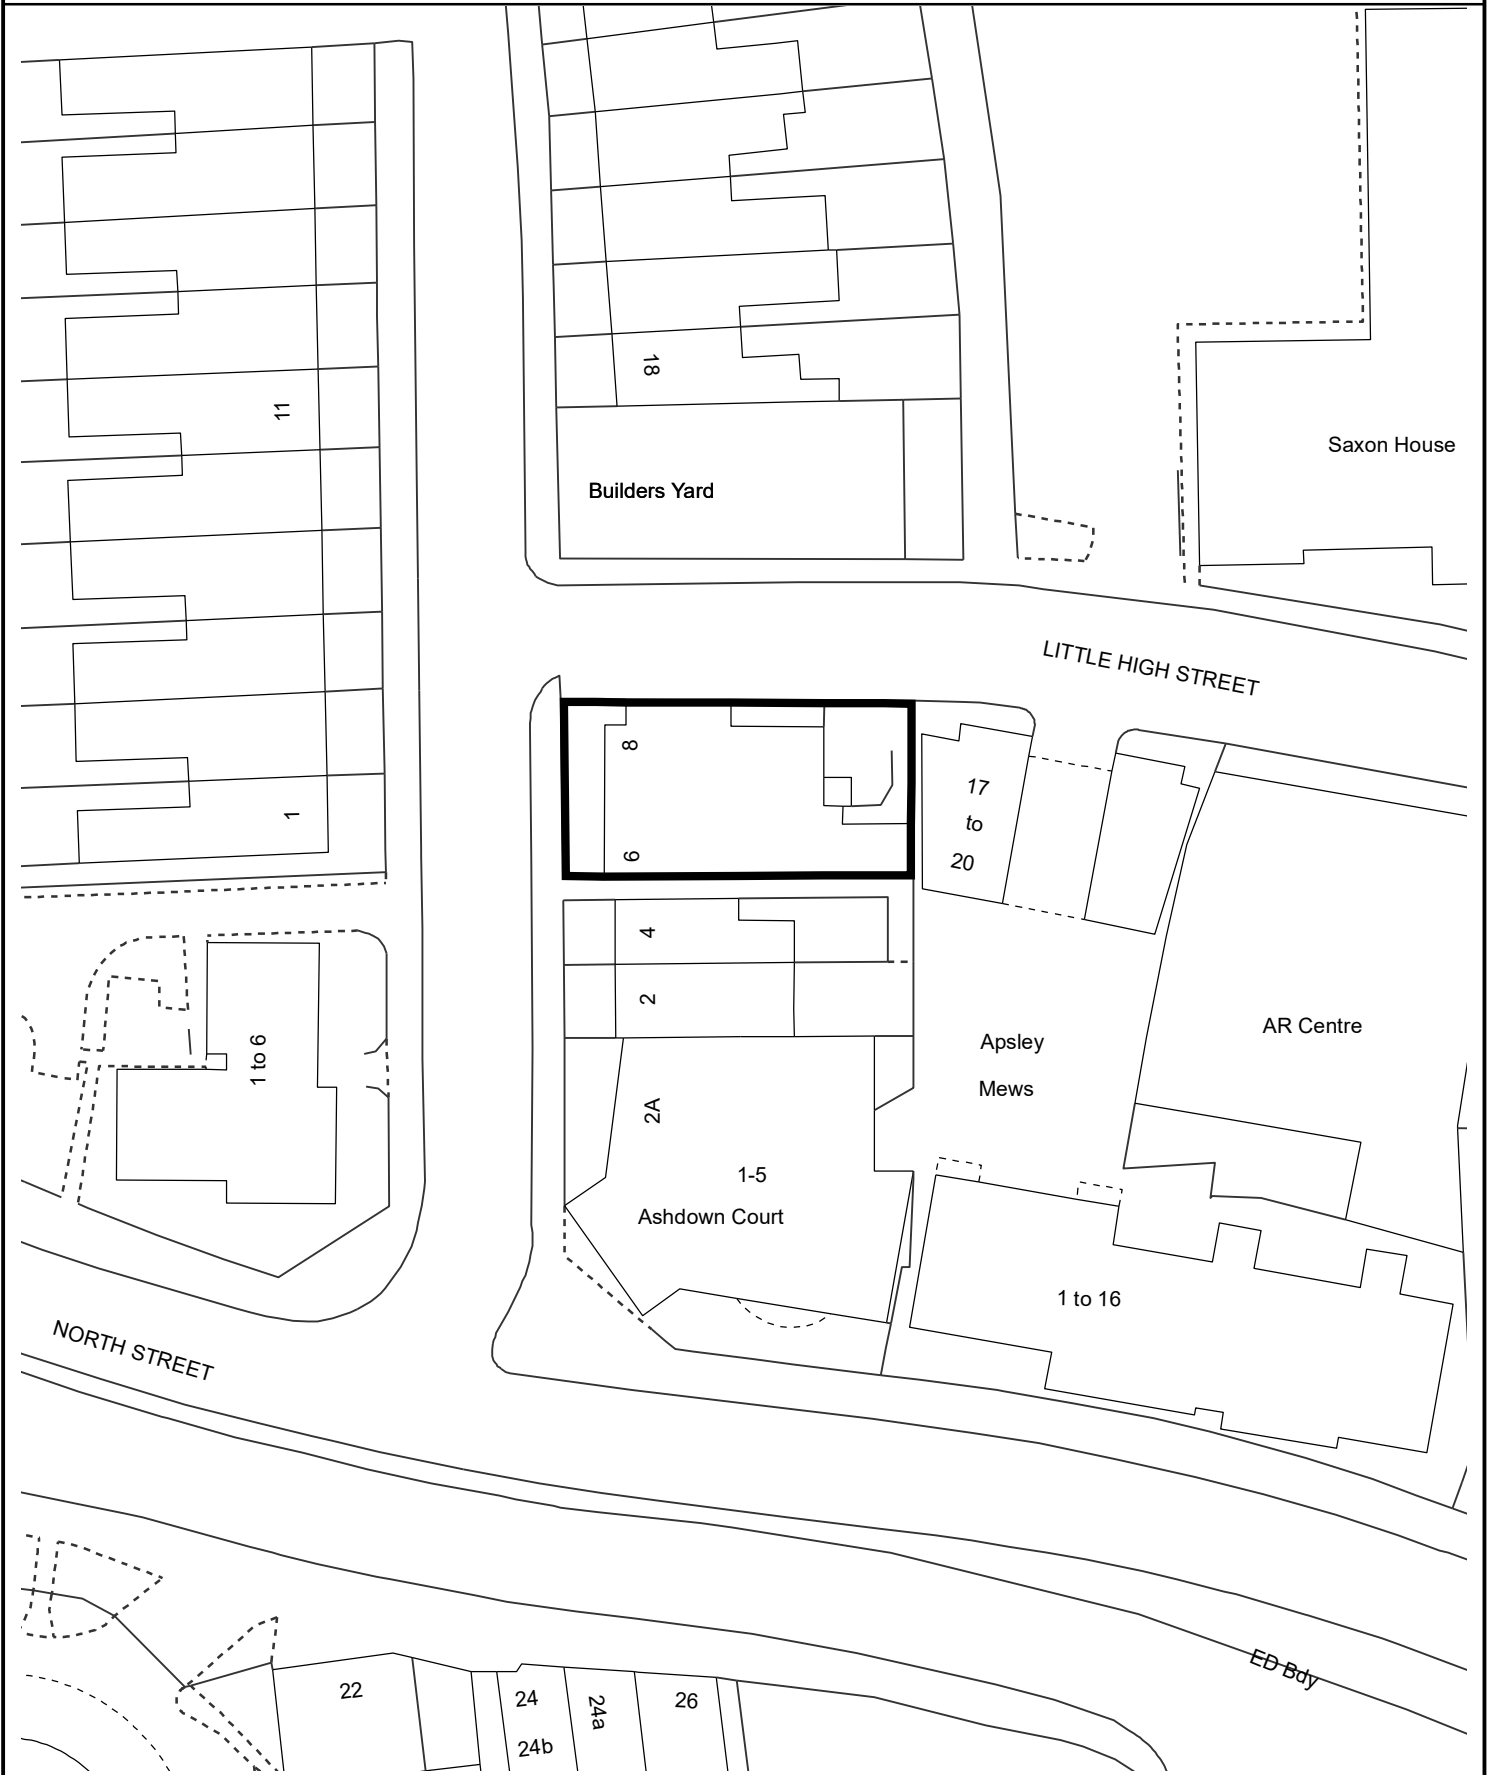 18
11
Saxon House
Builders Yard
LITTLE HIGH STREET
8
17
to
20
1
6
4
2
AR Centre
Apsley
Mews
1 to 6
2A
1-5
Ashdown Court
1 to 16
NORTH STREET
ED Bdy
22
24
24a
26
24b